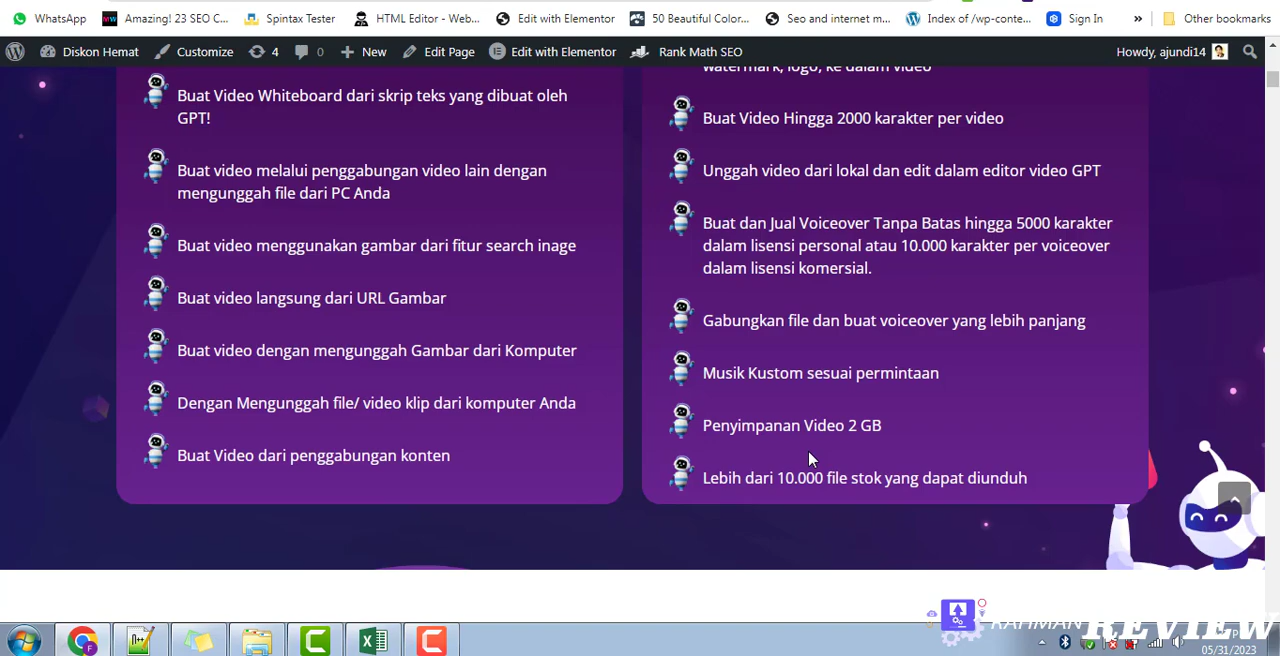 WhatsApp
Amazing! 23 SEO C...
Spintax Tester
HTML Editor - Web...
Edit with Elementor
50 Beautiful Color...
Seo and internet m...
Index of /wp-conte...
Sign In
»
Other bookmarks
Diskon Hemat
Customize
4
0
New
Edit Page
Edit with Elementor
Rank Math SEO
Howdy, ajundi14
Buat Video Whiteboard dari skrip teks yang dibuat oleh
GPT!
Buat video melalui penggabungan video lain dengan
mengunggah file dari PC Anda
Buat video menggunakan gambar dari fitur search inage
Buat video langsung dari URL Gambar
Buat video dengan mengunggah Gambar dari Komputer
Dengan Mengunggah file/ video klip dari komputer Anda
Buat Video dari penggabungan konten
watermark, logo, ke dalam video
Buat Video Hingga 2000 karakter per video
Unggah video dari lokal dan edit dalam editor video GPT
Buat dan Jual Voiceover Tanpa Batas hingga 5000 karakter
dalam lisensi personal atau 10.000 karakter per voiceover
dalam lisensi komersial.
Gabungkan file dan buat voiceover yang lebih panjang
Musik Kustom sesuai permintaan
Penyimpanan Video 2 GB
Lebih dari 10.000 file stok yang dapat diunduh
RAHMAN
REVIEW
05/31/2023